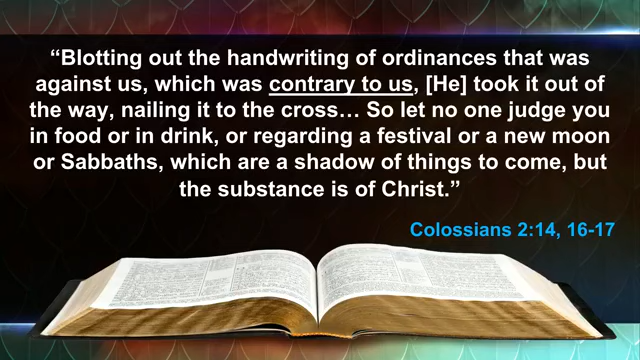 “Blotting out the handwriting of ordinances that was
against us, which was contrary to us, [He] took it out of
the way, nailing it to the cross… So let no one judge you
in food or in drink, or regarding a festival or a new moon
or Sabbaths, which are a shadow of things to come, but
the substance is of Christ.”
Colossians 2:14, 16-17